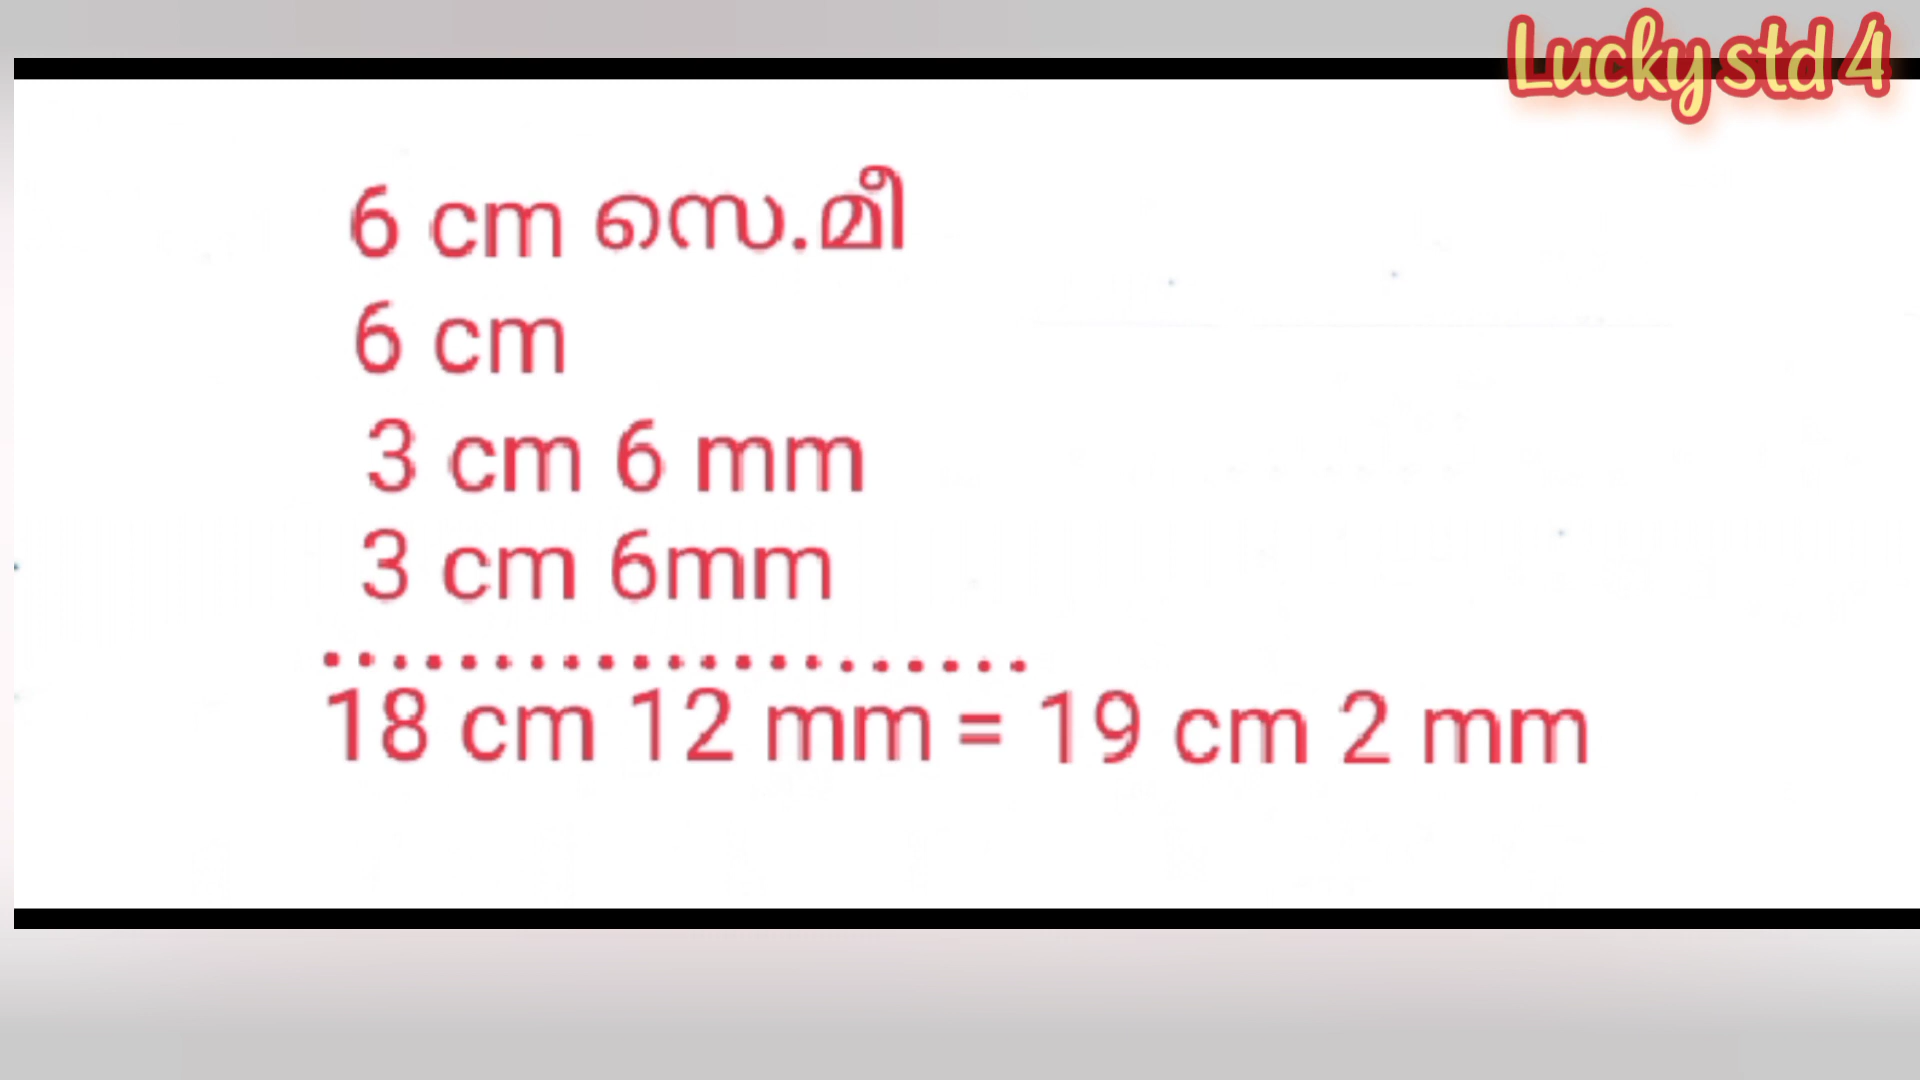 Lucky std 4
6 cm സെ.മീ
6 cm
3 cm 6 mm
3 cm 6mm
.....................
18 cm 12 mm = 19 cm 2 mm